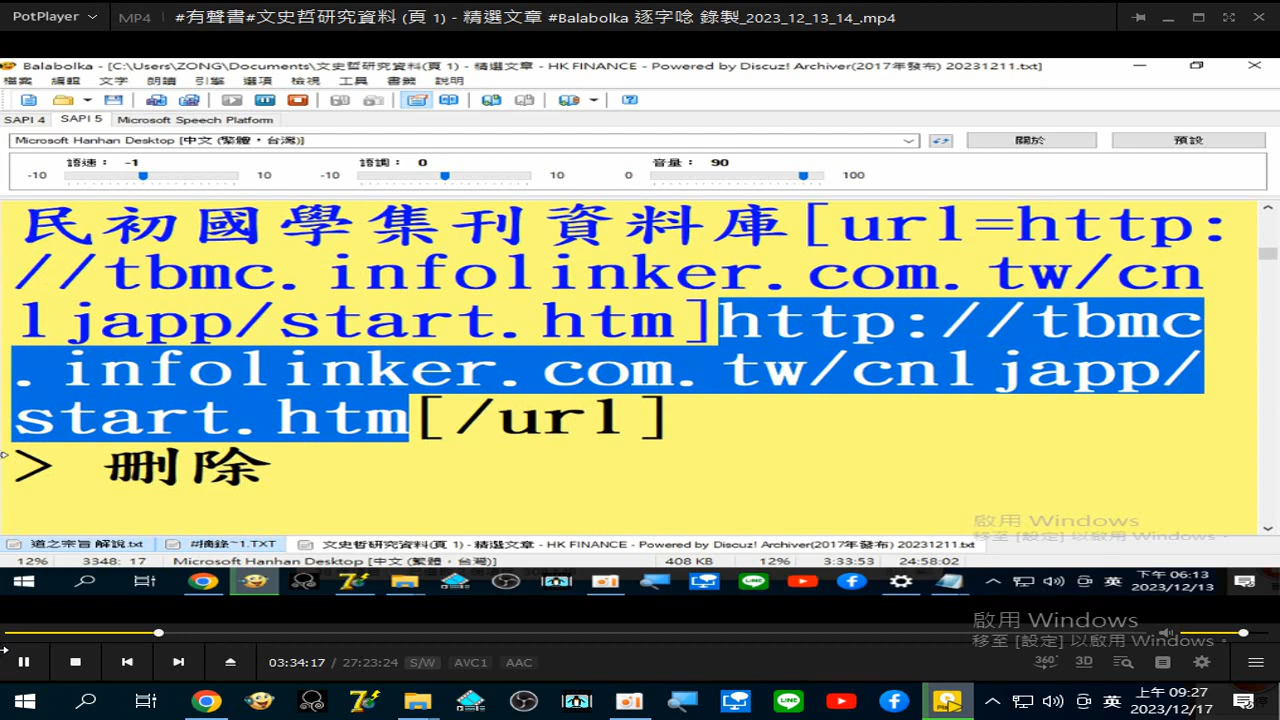 PotPlayer MP4 #有聲書#文史哲研究資料 (頁 1) - 精選文章 #Balabolka 逐字唸 錄製_2023_12_13_14_.mp4
Balabolka - [C:\Users\ZONG\Documents\文史哲研究資料(頁 1) - 精選文章 - HK FINANCE - Powered by Discuz! Archiver(2017年發布) 20231211.txt]
檔案 編輯 文字 朗讀 引擎 選項 檢視 工具 書籤 說明
SAPI 4 SAPI 5 Microsoft Speech Platform
Microsoft Hanhan Desktop [中文 (繁體，台灣)] 關於 預設
語速： -1 語調： 0 音量： 90
-10 10 -10 10 0 100
民初國學集刊資料庫[url=http:
//tbmc.infolinker.com.tw/cn
ljapp/start.htm]http://tbmc
.infolinker.com.tw/cnljapp/
start.htm[/url]
> 刪除
啟用 Windows
道之宗旨 解說.txt #摘錄~1.TXT 文史哲研究資料(頁 1) - 精選文章 - HK FINANCE - Powered by Discuz! Archiver(2017年發布) 20231211.txt
12% 3348: 17 Microsoft Hanhan Desktop [中文 (繁體，台灣)] 408 KB 12% 3:33:53 24:58:02
英 下午 06:13
2023/12/13
啟用 Windows
移至 [設定] 以啟用 Windows。
03:34:17 / 27:23:24 S/W AVC1 AAC 360° 3D
英 上午 09:27
2023/12/17